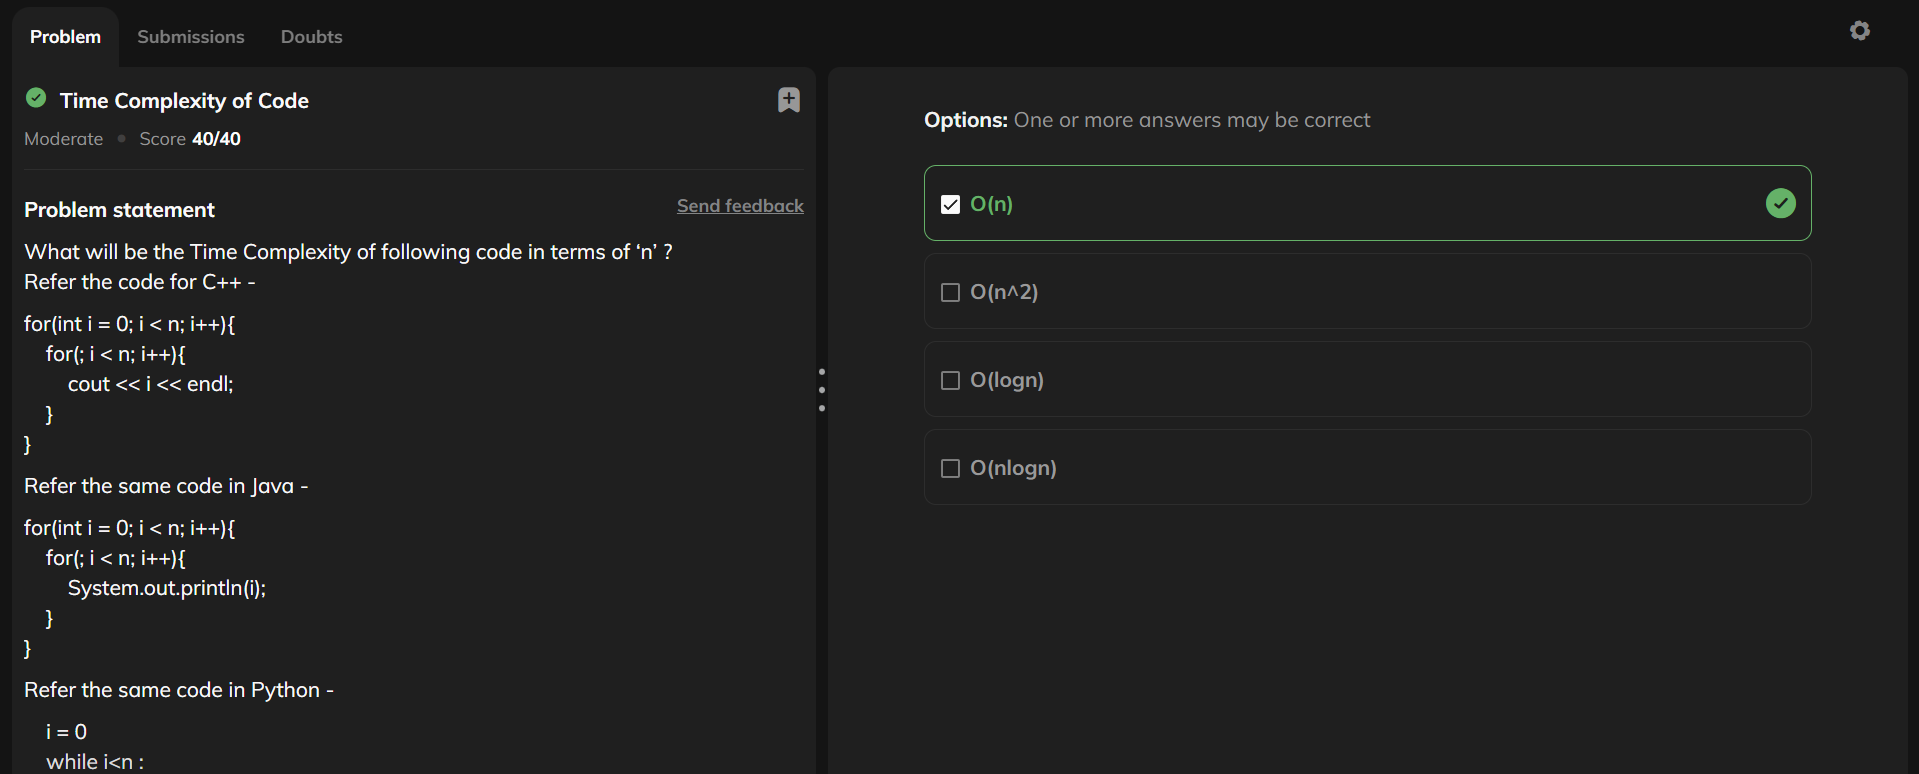 Problem
Submissions
Doubts
Time Complexity of Code
Moderate • Score 40/40
Problem statement
Send feedback
What will be the Time Complexity of following code in terms of ‘n’ ?
Refer the code for C++ -
for(int i = 0; i < n; i++){
for(; i < n; i++){
cout << i << endl;
}
}
Refer the same code in Java -
for(int i = 0; i < n; i++){
for(; i < n; i++){
System.out.println(i);
}
}
Refer the same code in Python -
i = 0
while i<n :
Options: One or more answers may be correct
O(n)
O(n^2)
O(logn)
O(nlogn)